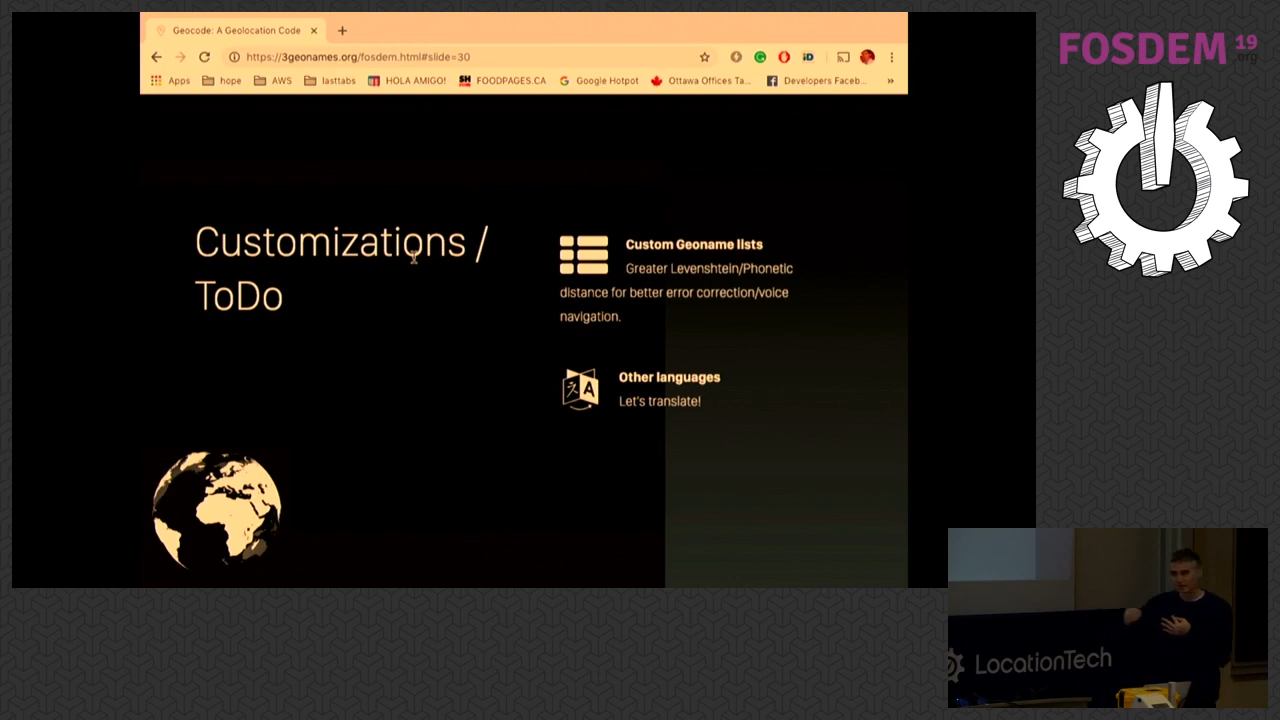 Geocode: A Geolocation Code
https://3geonames.org/fosdem.html#slide=30
Apps hope AWS lasttabs HOLA AMIGO! FOODPAGES.CA Google Hotpot Ottawa Offices Ta... Developers Faceb... »
FOSDEM 19
.org
Customizations /
ToDo
Custom Geoname lists
Greater Levenshtein/Phonetic
distance for better error correction/voice
navigation.
Other languages
Let's translate!
LocationTech